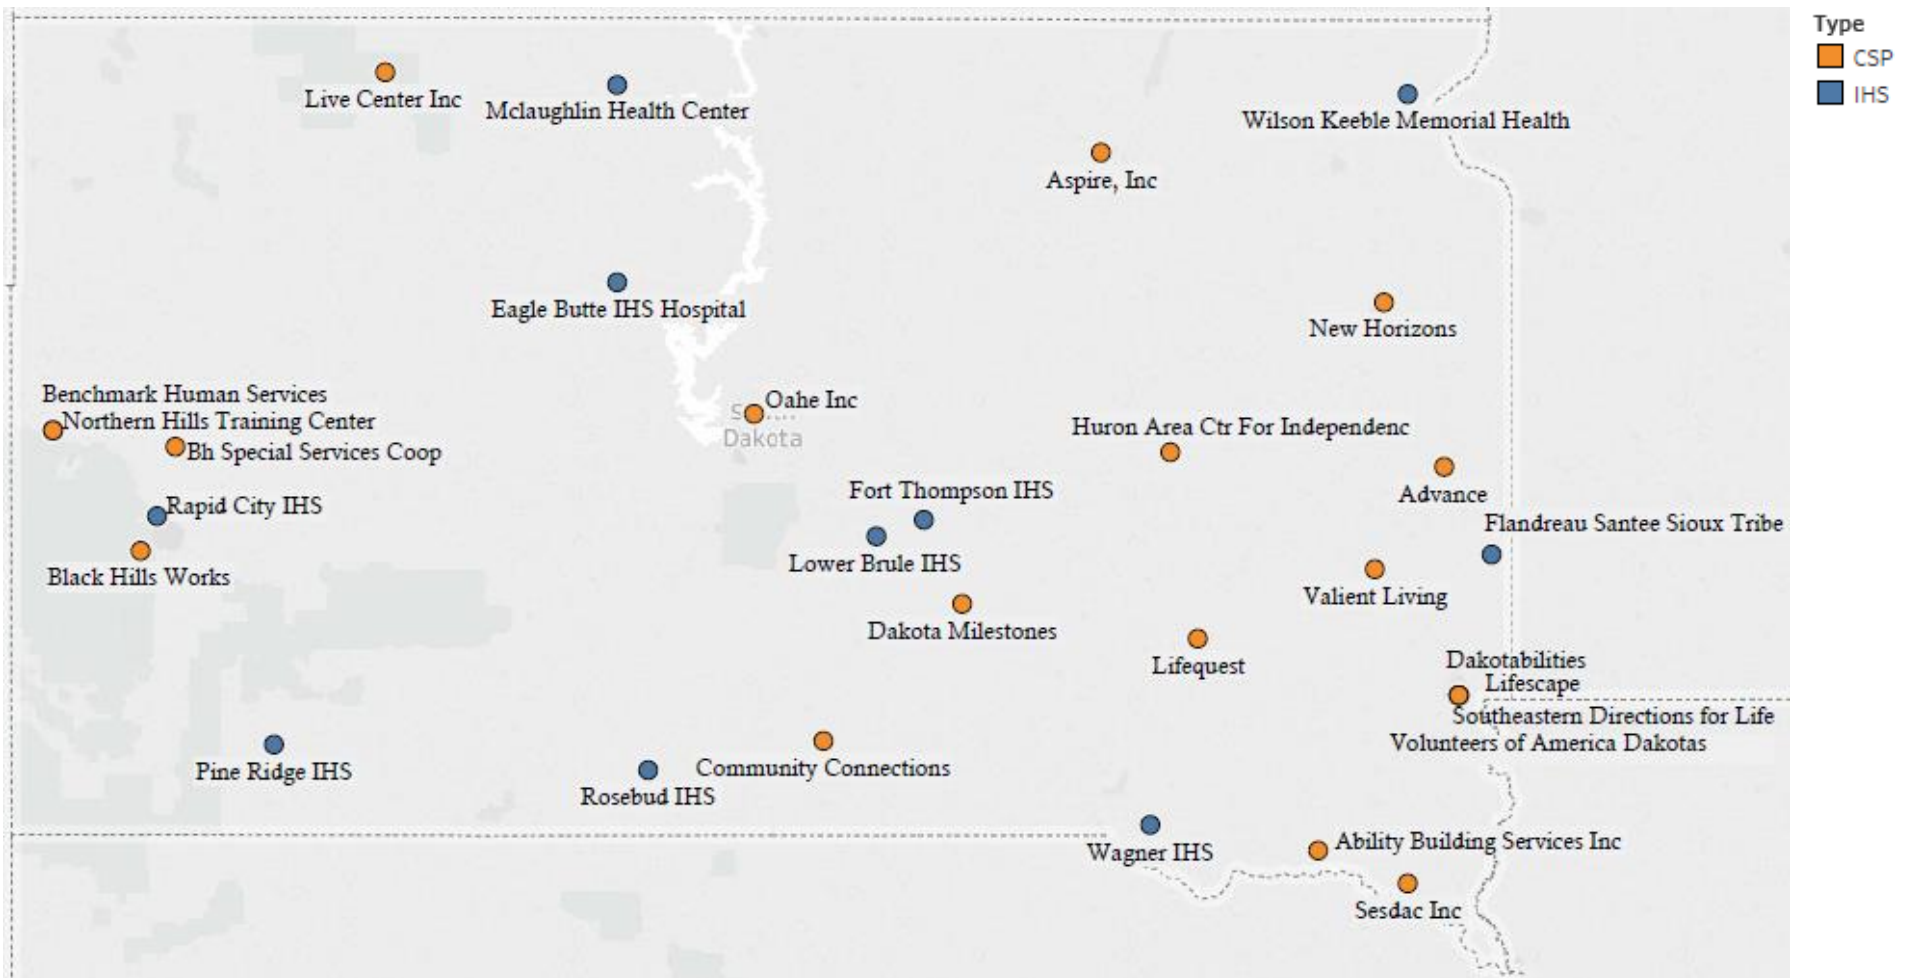 Type
CSP
IHS
Live Center Inc
Mclaughlin Health Center
Wilson Keeble Memorial Health
Aspire, Inc
Eagle Butte IHS Hospital
New Horizons
Benchmark Human Services
Northern Hills Training Center
Bh Special Services Coop
Oahe Inc
Dakota
Huron Area Ctr For Independenc
Rapid City IHS
Fort Thompson IHS
Advance
Flandreau Santee Sioux Tribe
Lower Brule IHS
Black Hills Works
Valient Living
Dakota Milestones
Lifequest
Dakotabilities
Lifescape
Southeastern Directions for Life
Volunteers of America Dakotas
Pine Ridge IHS
Community Connections
Rosebud IHS
Wagner IHS
Ability Building Services Inc
Sesdac Inc